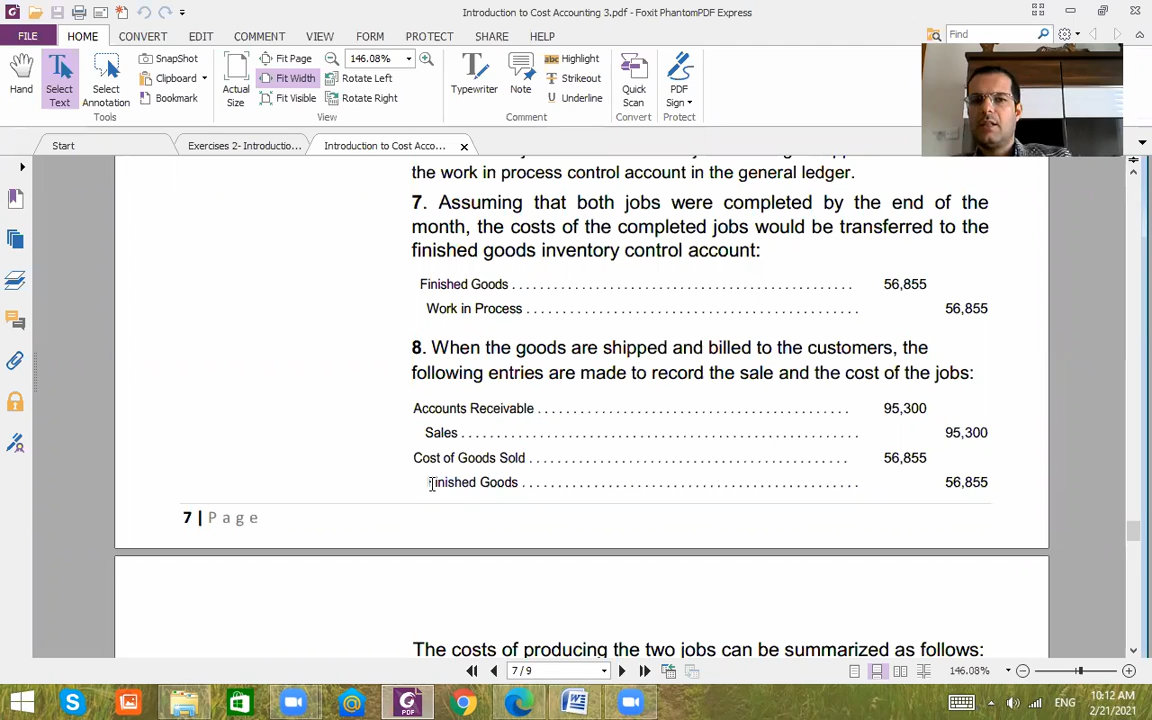 Introduction to Cost Accounting 3.pdf - Foxit PhantomPDF Express
FILE HOME CONVERT EDIT COMMENT VIEW FORM PROTECT SHARE HELP Find
Hand
Select
Text
Select
Annotation
SnapShot
Clipboard
Bookmark
Tools
Actual
Size
Fit Page
Fit Width
Fit Visible
146.08%
Rotate Left
Rotate Right
View
Typewriter
Note
Highlight
Strikeout
Underline
Comment
Quick
Scan
Convert
PDF
Sign
Protect
Start Exercises 2- Introductio... Introduction to Cost Acco...
the work in process control account in the general ledger.
7. Assuming that both jobs were completed by the end of the
month, the costs of the completed jobs would be transferred to the
finished goods inventory control account:
Finished Goods 56,855
Work in Process 56,855
8. When the goods are shipped and billed to the customers, the
following entries are made to record the sale and the cost of the jobs:
Accounts Receivable 95,300
Sales 95,300
Cost of Goods Sold 56,855
Finished Goods 56,855
7 | Page
The costs of producing the two jobs can be summarized as follows:
7 / 9 146.08%
ENG 10:12 AM
2/21/2021